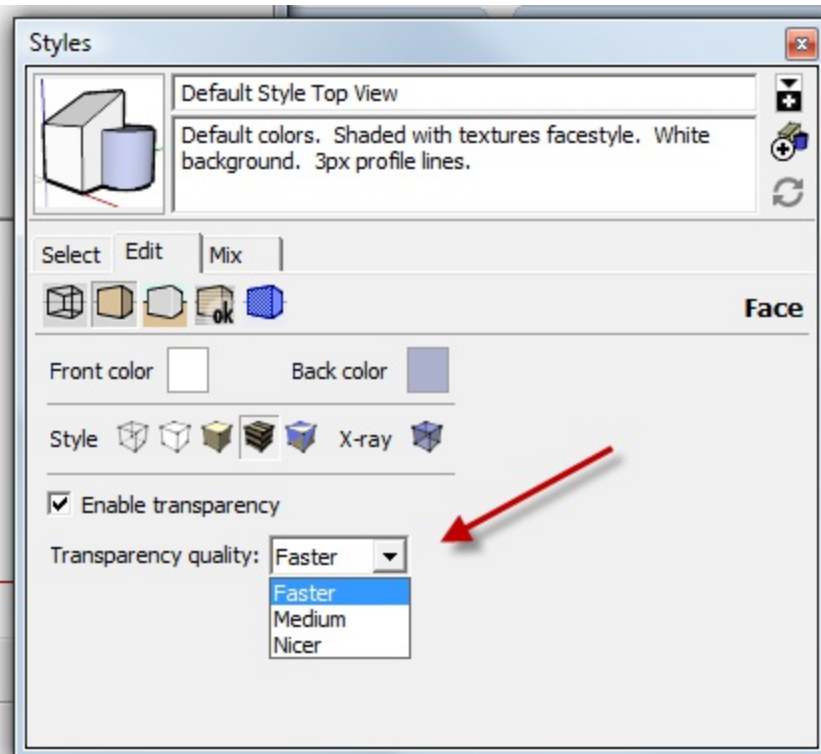 Styles
Default Style Top View
Default colors.  Shaded with textures facestyle.  White
background.  3px profile lines.
Select Edit Mix
ok
Face
Front color Back color
Style X-ray
Enable transparency
Transparency quality: Faster
Faster
Medium
Nicer